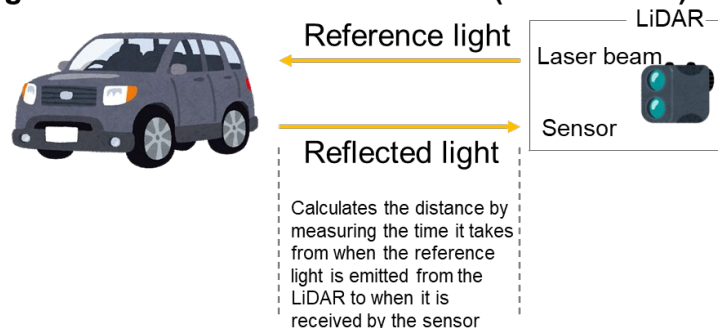 LiDAR
Reference light
Laser beam
Sensor
Reflected light
Calculates the distance by
measuring the time it takes
from when the reference
light is emitted from the
LiDAR to when it is
received by the sensor